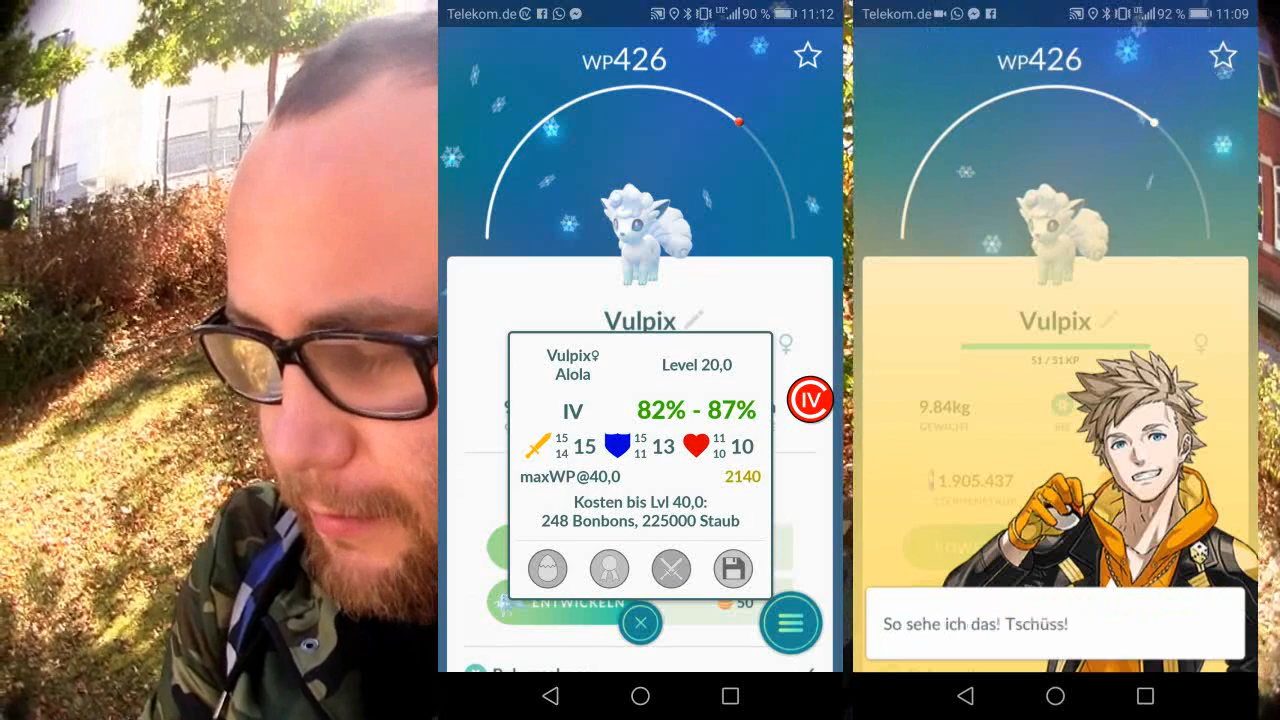 Telekom.de
90 %
11:12
WP426
Vulpix
Vulpix♀
Alola
Level 20,0
IV
82% - 87%
15
14
15
15
11
13
11
10
10
maxWP@40,0
2140
Kosten bis Lvl 40,0:
248 Bonbons, 225000 Staub
ENTWICKELN
50
IV
Telekom.de
92 %
11:09
WP426
Vulpix
51 / 51 KP
9.84kg
GEWICHT
1.905.437
So sehe ich das! Tschüss!